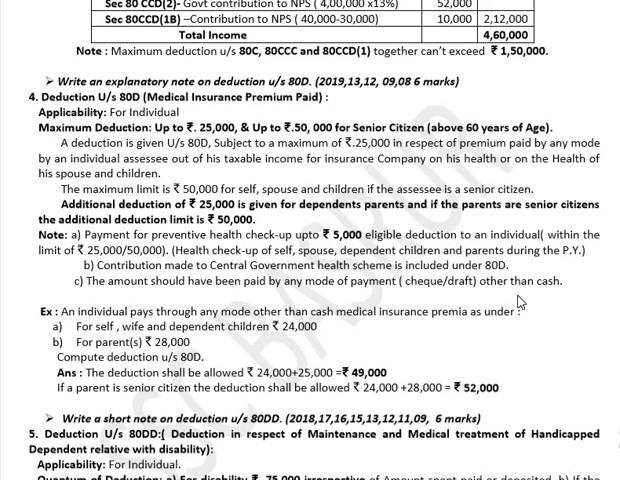 Sec 80 CCD(2)- Govt contribution to NPS ( 4,00,000 x13%) 52,000
Sec 80CCD(1B) –Contribution to NPS ( 40,000-30,000) 10,000 2,12,000
Total Income 4,60,000
Note : Maximum deduction u/s 80C, 80CCC and 80CCD(1) together can't exceed ₹ 1,50,000.
➢ Write an explanatory note on deduction u/s 80D. (2019,13,12, 09,08 6 marks)
4. Deduction U/s 80D (Medical Insurance Premium Paid) :
Applicability: For Individual
Maximum Deduction: Up to ₹. 25,000, & Up to ₹.50, 000 for Senior Citizen (above 60 years of Age).
A deduction is given U/s 80D, Subject to a maximum of ₹.25,000 in respect of premium paid by any mode
by an individual assessee out of his taxable income for insurance Company on his health or on the Health of
his spouse and children.
The maximum limit is ₹ 50,000 for self, spouse and children if the assessee is a senior citizen.
Additional deduction of ₹ 25,000 is given for dependents parents and if the parents are senior citizens
the additional deduction limit is ₹ 50,000.
Note: a) Payment for preventive health check-up upto ₹ 5,000 eligible deduction to an individual( within the
limit of ₹ 25,000/50,000). (Health check-up of self, spouse, dependent children and parents during the P.Y.)
b) Contribution made to Central Government health scheme is included under 80D.
c) The amount should have been paid by any mode of payment ( cheque/draft) other than cash.
Ex : An individual pays through any mode other than cash medical insurance premia as under :
a) For self , wife and dependent children ₹ 24,000
b) For parent(s) ₹ 28,000
Compute deduction u/s 80D.
Ans : The deduction shall be allowed ₹ 24,000+25,000 =₹ 49,000
If a parent is senior citizen the deduction shall be allowed ₹ 24,000 +28,000 = ₹ 52,000
➢ Write a short note on deduction u/s 80DD. (2018,17,16,15,13,12,11,09, 6 marks)
5. Deduction U/s 80DD:( Deduction in respect of Maintenance and Medical treatment of Handicapped
Dependent relative with disability):
Applicability: For Individual.
Quantum of Deduction: a) For disability ₹ 75,000 irrespective of Amount spent paid or deposited. b) If the